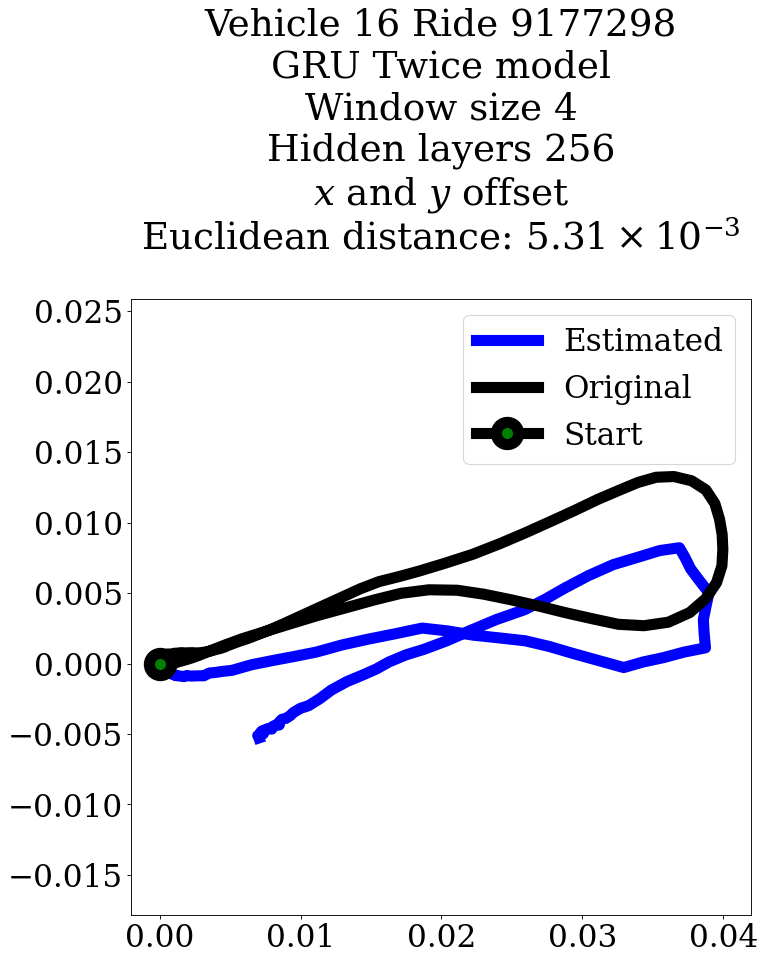 Vehicle 16 Ride 9177298
GRU Twice model
Window size 4
Hidden layers 256
x and y offset
Euclidean distance: 5.31 × 10⁻³
Estimated
Original
Start
0.025
0.020
0.015
0.010
0.005
0.000
−0.005
−0.010
−0.015
0.00 0.01 0.02 0.03 0.04